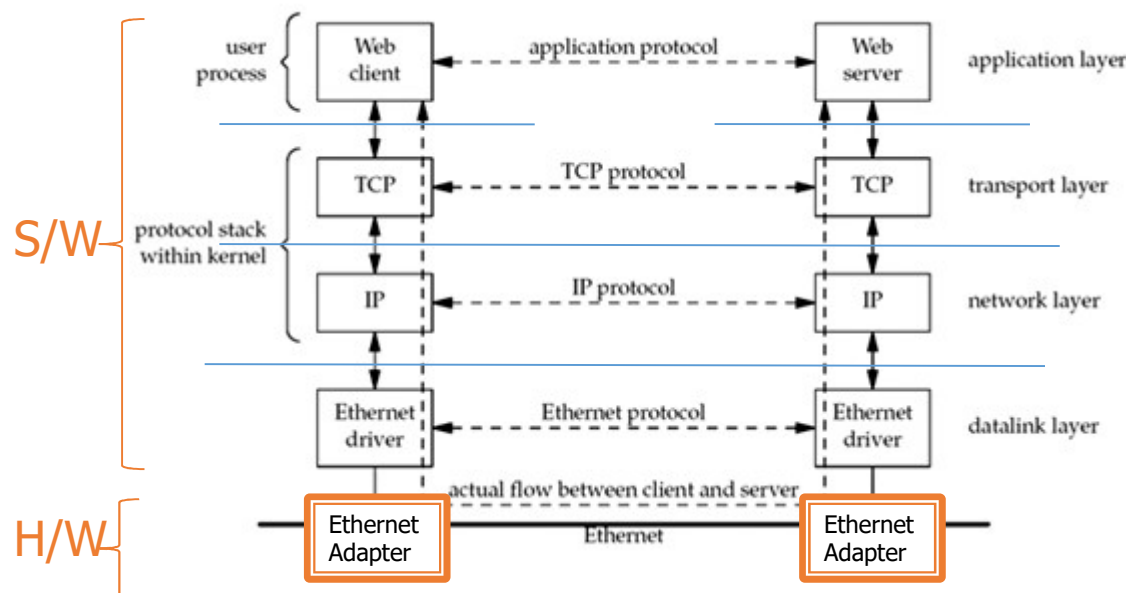 user
process
Web
client
application protocol
Web
server
application layer
TCP
TCP protocol
TCP
transport layer
S/W
protocol stack
within kernel
IP
IP protocol
IP
network layer
Ethernet
driver
Ethernet protocol
Ethernet
driver
datalink layer
actual flow between client and server
H/W
Ethernet
Adapter
Ethernet
Ethernet
Adapter